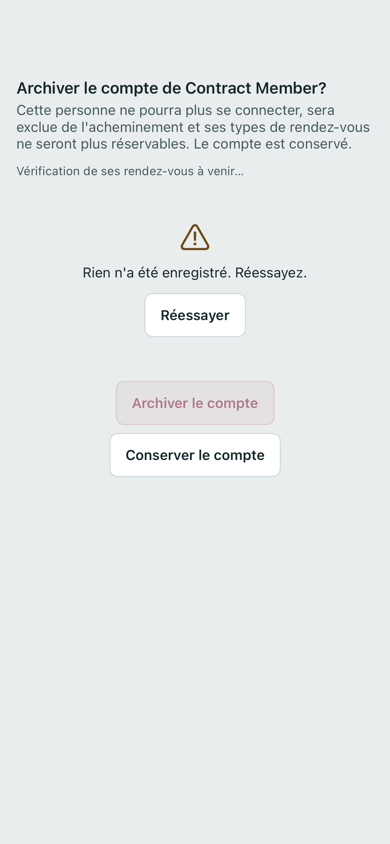 Archiver le compte de Contract Member?
Cette personne ne pourra plus se connecter, sera
exclue de l'acheminement et ses types de rendez-vous
ne seront plus réservables. Le compte est conservé.
Vérification de ses rendez-vous à venir…
Rien n'a été enregistré. Réessayez.
Réessayer
Archiver le compte
Conserver le compte